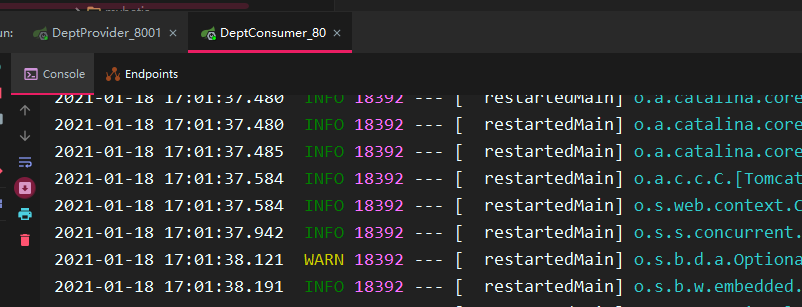 mybatis
un: DeptProvider_8001 × DeptConsumer_80 ×
Console Endpoints
2021-01-18 17:01:37.480 INFO 18392 --- [ restartedMain] o.a.catalina.core
2021-01-18 17:01:37.480 INFO 18392 --- [ restartedMain] o.a.catalina.core
2021-01-18 17:01:37.485 INFO 18392 --- [ restartedMain] o.a.catalina.core
2021-01-18 17:01:37.584 INFO 18392 --- [ restartedMain] o.a.c.c.C.[Tomcat
2021-01-18 17:01:37.584 INFO 18392 --- [ restartedMain] o.s.web.context.C
2021-01-18 17:01:37.942 INFO 18392 --- [ restartedMain] o.s.s.concurrent.
2021-01-18 17:01:38.121 WARN 18392 --- [ restartedMain] o.s.b.d.a.Optiona
2021-01-18 17:01:38.191 INFO 18392 --- [ restartedMain] o.s.b.w.embedded.